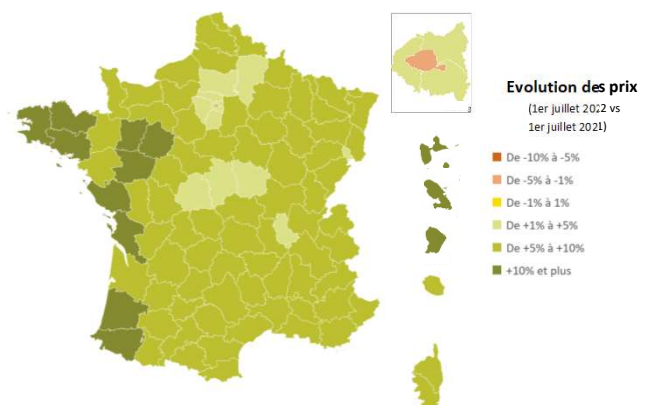 Evolution des prix
(1er juillet 2022 vs
1er juillet 2021)
De -10% à -5%
De -5% à -1%
De -1% à 1%
De +1% à +5%
De +5% à +10%
+10% et plus